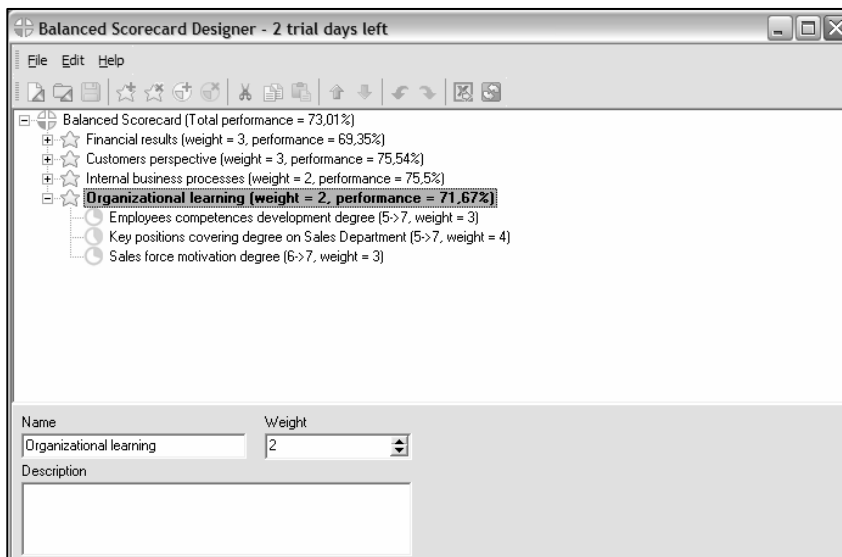 Balanced Scorecard Designer - 2 trial days left
File Edit Help
Balanced Scorecard (Total performance = 73,01%)
Financial results (weight = 3, performance = 69,35%)
Customers perspective (weight = 3, performance = 75,54%)
Internal business processes (weight = 2, performance = 75,5%)
Organizational learning (weight = 2, performance = 71,67%)
Employees competences development degree (5->7, weight = 3)
Key positions covering degree on Sales Department (5->7, weight = 4)
Sales force motivation degree (6->7, weight = 3)
Name Weight
Organizational learning 2
Description